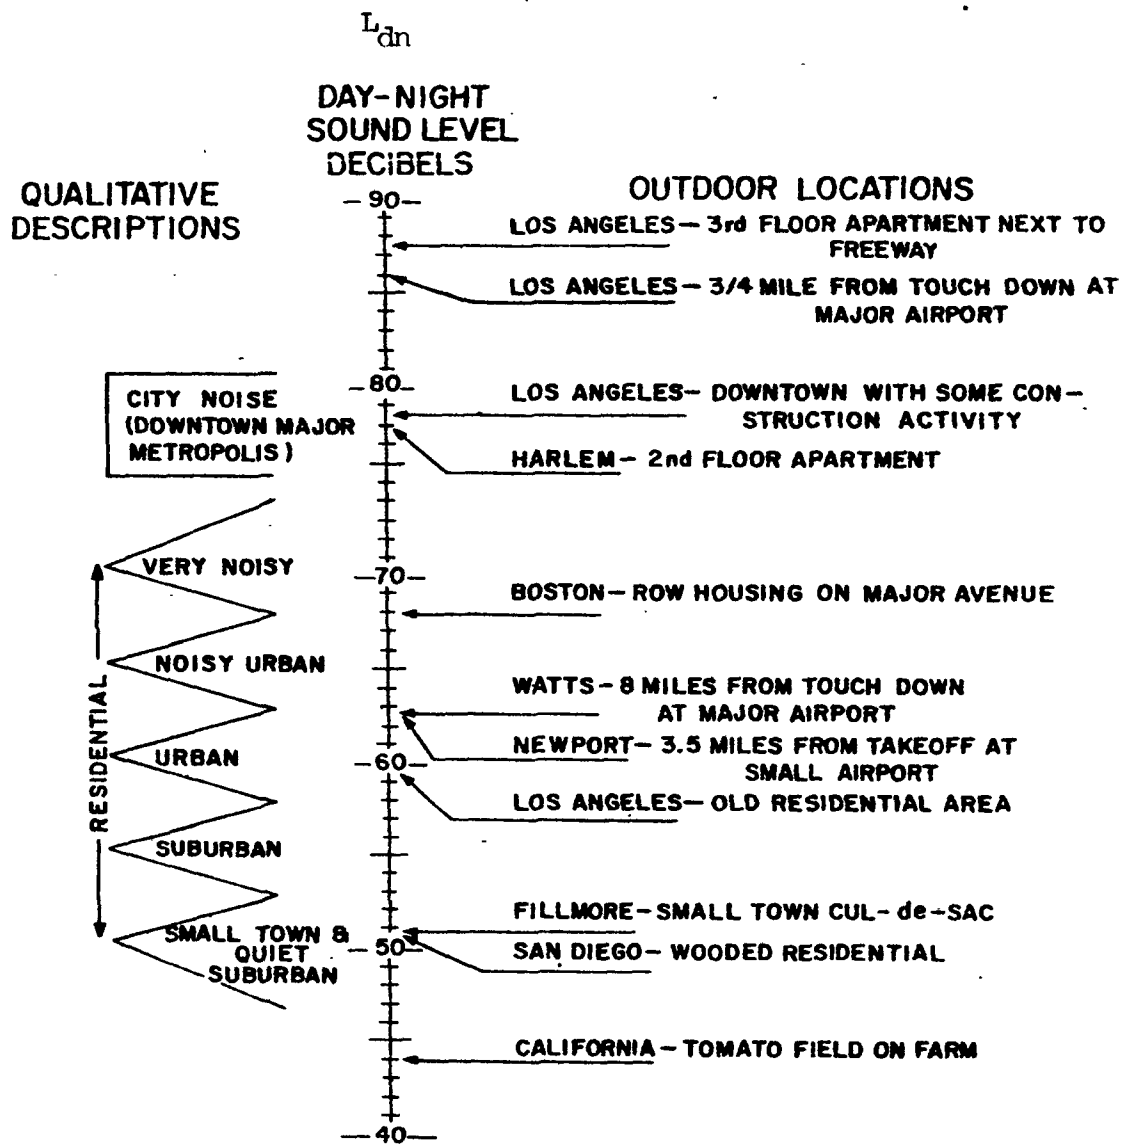 Ldn
DAY-NIGHT
SOUND LEVEL
DECIBELS
QUALITATIVE
DESCRIPTIONS
OUTDOOR LOCATIONS
—90—
LOS ANGELES — 3rd FLOOR APARTMENT NEXT TO
FREEWAY
LOS ANGELES — 3/4 MILE FROM TOUCH DOWN AT
MAJOR AIRPORT
—80—
CITY NOISE
(DOWNTOWN MAJOR
METROPOLIS)
LOS ANGELES — DOWNTOWN WITH SOME CON-
STRUCTION ACTIVITY
HARLEM — 2nd FLOOR APARTMENT
RESIDENTIAL
VERY NOISY
—70—
BOSTON — ROW HOUSING ON MAJOR AVENUE
NOISY URBAN
WATTS — 8 MILES FROM TOUCH DOWN
AT MAJOR AIRPORT
URBAN
—60—
NEWPORT — 3.5 MILES FROM TAKEOFF AT
SMALL AIRPORT
LOS ANGELES — OLD RESIDENTIAL AREA
SUBURBAN
FILLMORE — SMALL TOWN CUL-de-SAC
SMALL TOWN &
QUIET
SUBURBAN
—50—
SAN DIEGO — WOODED RESIDENTIAL
CALIFORNIA — TOMATO FIELD ON FARM
—40—